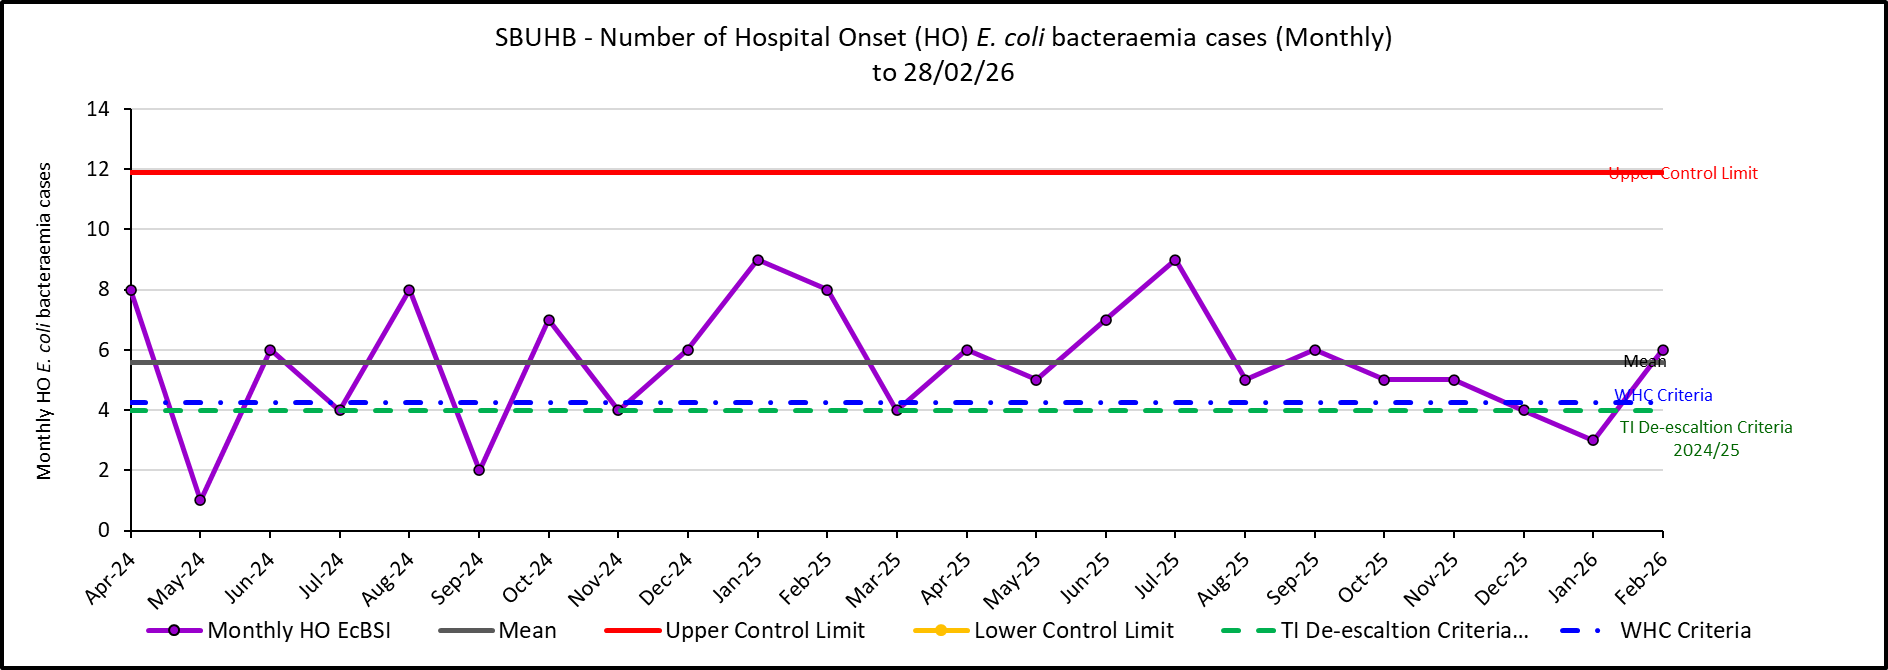 SBUHB - Number of Hospital Onset (HO) E. coli bacteraemia cases (Monthly)
to 28/02/26
Monthly HO E. coli bacteraemia cases
14
12
10
8
6
4
2
0
Upper Control Limit
Mean
WHC Criteria
TI De-escaltion Criteria
2024/25
Apr-24
May-24
Jun-24
Jul-24
Aug-24
Sep-24
Oct-24
Nov-24
Dec-24
Jan-25
Feb-25
Mar-25
Apr-25
May-25
Jun-25
Jul-25
Aug-25
Sep-25
Oct-25
Nov-25
Dec-25
Jan-26
Feb-26
Monthly HO EcBSI
Mean
Upper Control Limit
Lower Control Limit
TI De-escaltion Criteria...
WHC Criteria